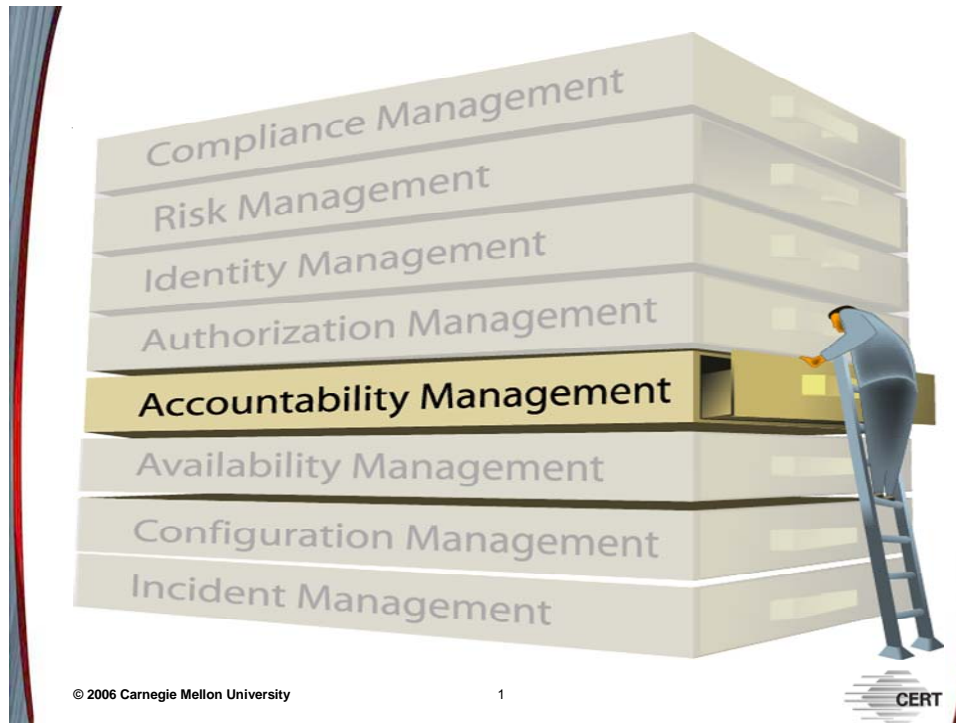 Compliance Management
Risk Management
Identity Management
Authorization Management
Accountability Management
Availability Management
Configuration Management
Incident Management
© 2006 Carnegie Mellon University
1
CERT